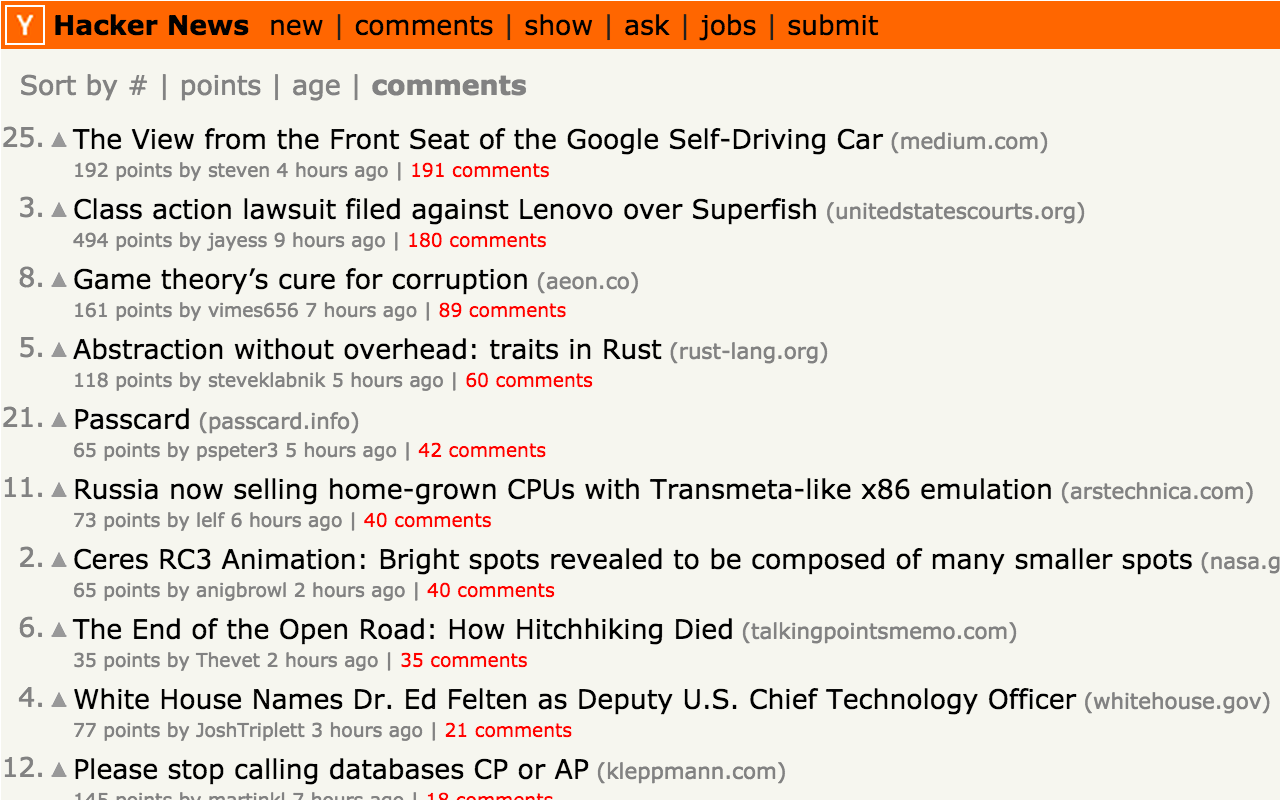 Y Hacker News new | comments | show | ask | jobs | submit
Sort by # | points | age | comments
25. ▲ The View from the Front Seat of the Google Self-Driving Car (medium.com)
192 points by steven 4 hours ago | 191 comments
3. ▲ Class action lawsuit filed against Lenovo over Superfish (unitedstatescourts.org)
494 points by jayess 9 hours ago | 180 comments
8. ▲ Game theory’s cure for corruption (aeon.co)
161 points by vimes656 7 hours ago | 89 comments
5. ▲ Abstraction without overhead: traits in Rust (rust-lang.org)
118 points by steveklabnik 5 hours ago | 60 comments
21. ▲ Passcard (passcard.info)
65 points by pspeter3 5 hours ago | 42 comments
11. ▲ Russia now selling home-grown CPUs with Transmeta-like x86 emulation (arstechnica.com)
73 points by lelf 6 hours ago | 40 comments
2. ▲ Ceres RC3 Animation: Bright spots revealed to be composed of many smaller spots (nasa.g
65 points by anigbrowl 2 hours ago | 40 comments
6. ▲ The End of the Open Road: How Hitchhiking Died (talkingpointsmemo.com)
35 points by Thevet 2 hours ago | 35 comments
4. ▲ White House Names Dr. Ed Felten as Deputy U.S. Chief Technology Officer (whitehouse.gov)
77 points by JoshTriplett 3 hours ago | 21 comments
12. ▲ Please stop calling databases CP or AP (kleppmann.com)
145 points by martinkl 7 hours ago | 18 comments